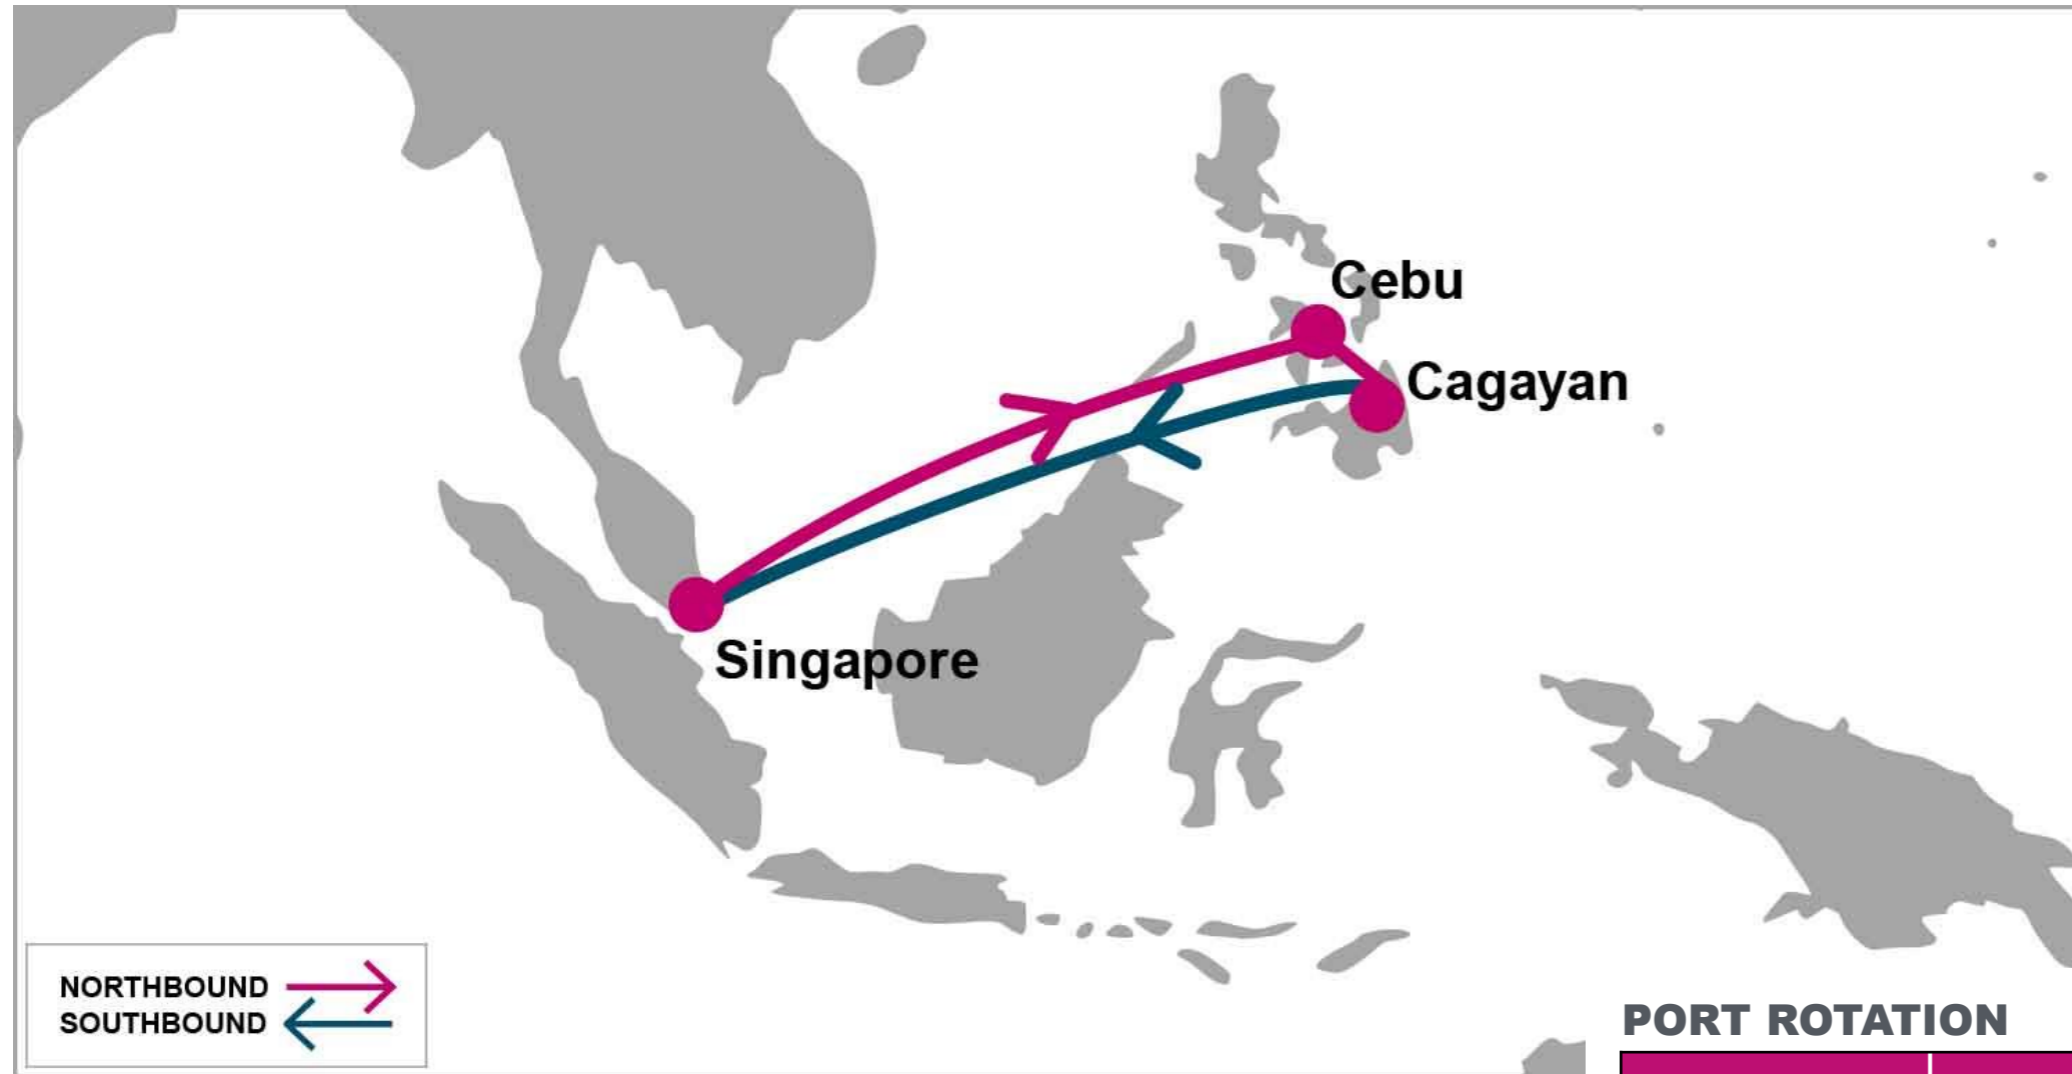 Cebu
Cagayan
Singapore
NORTHBOUND
SOUTHBOUND
PORT ROTATION